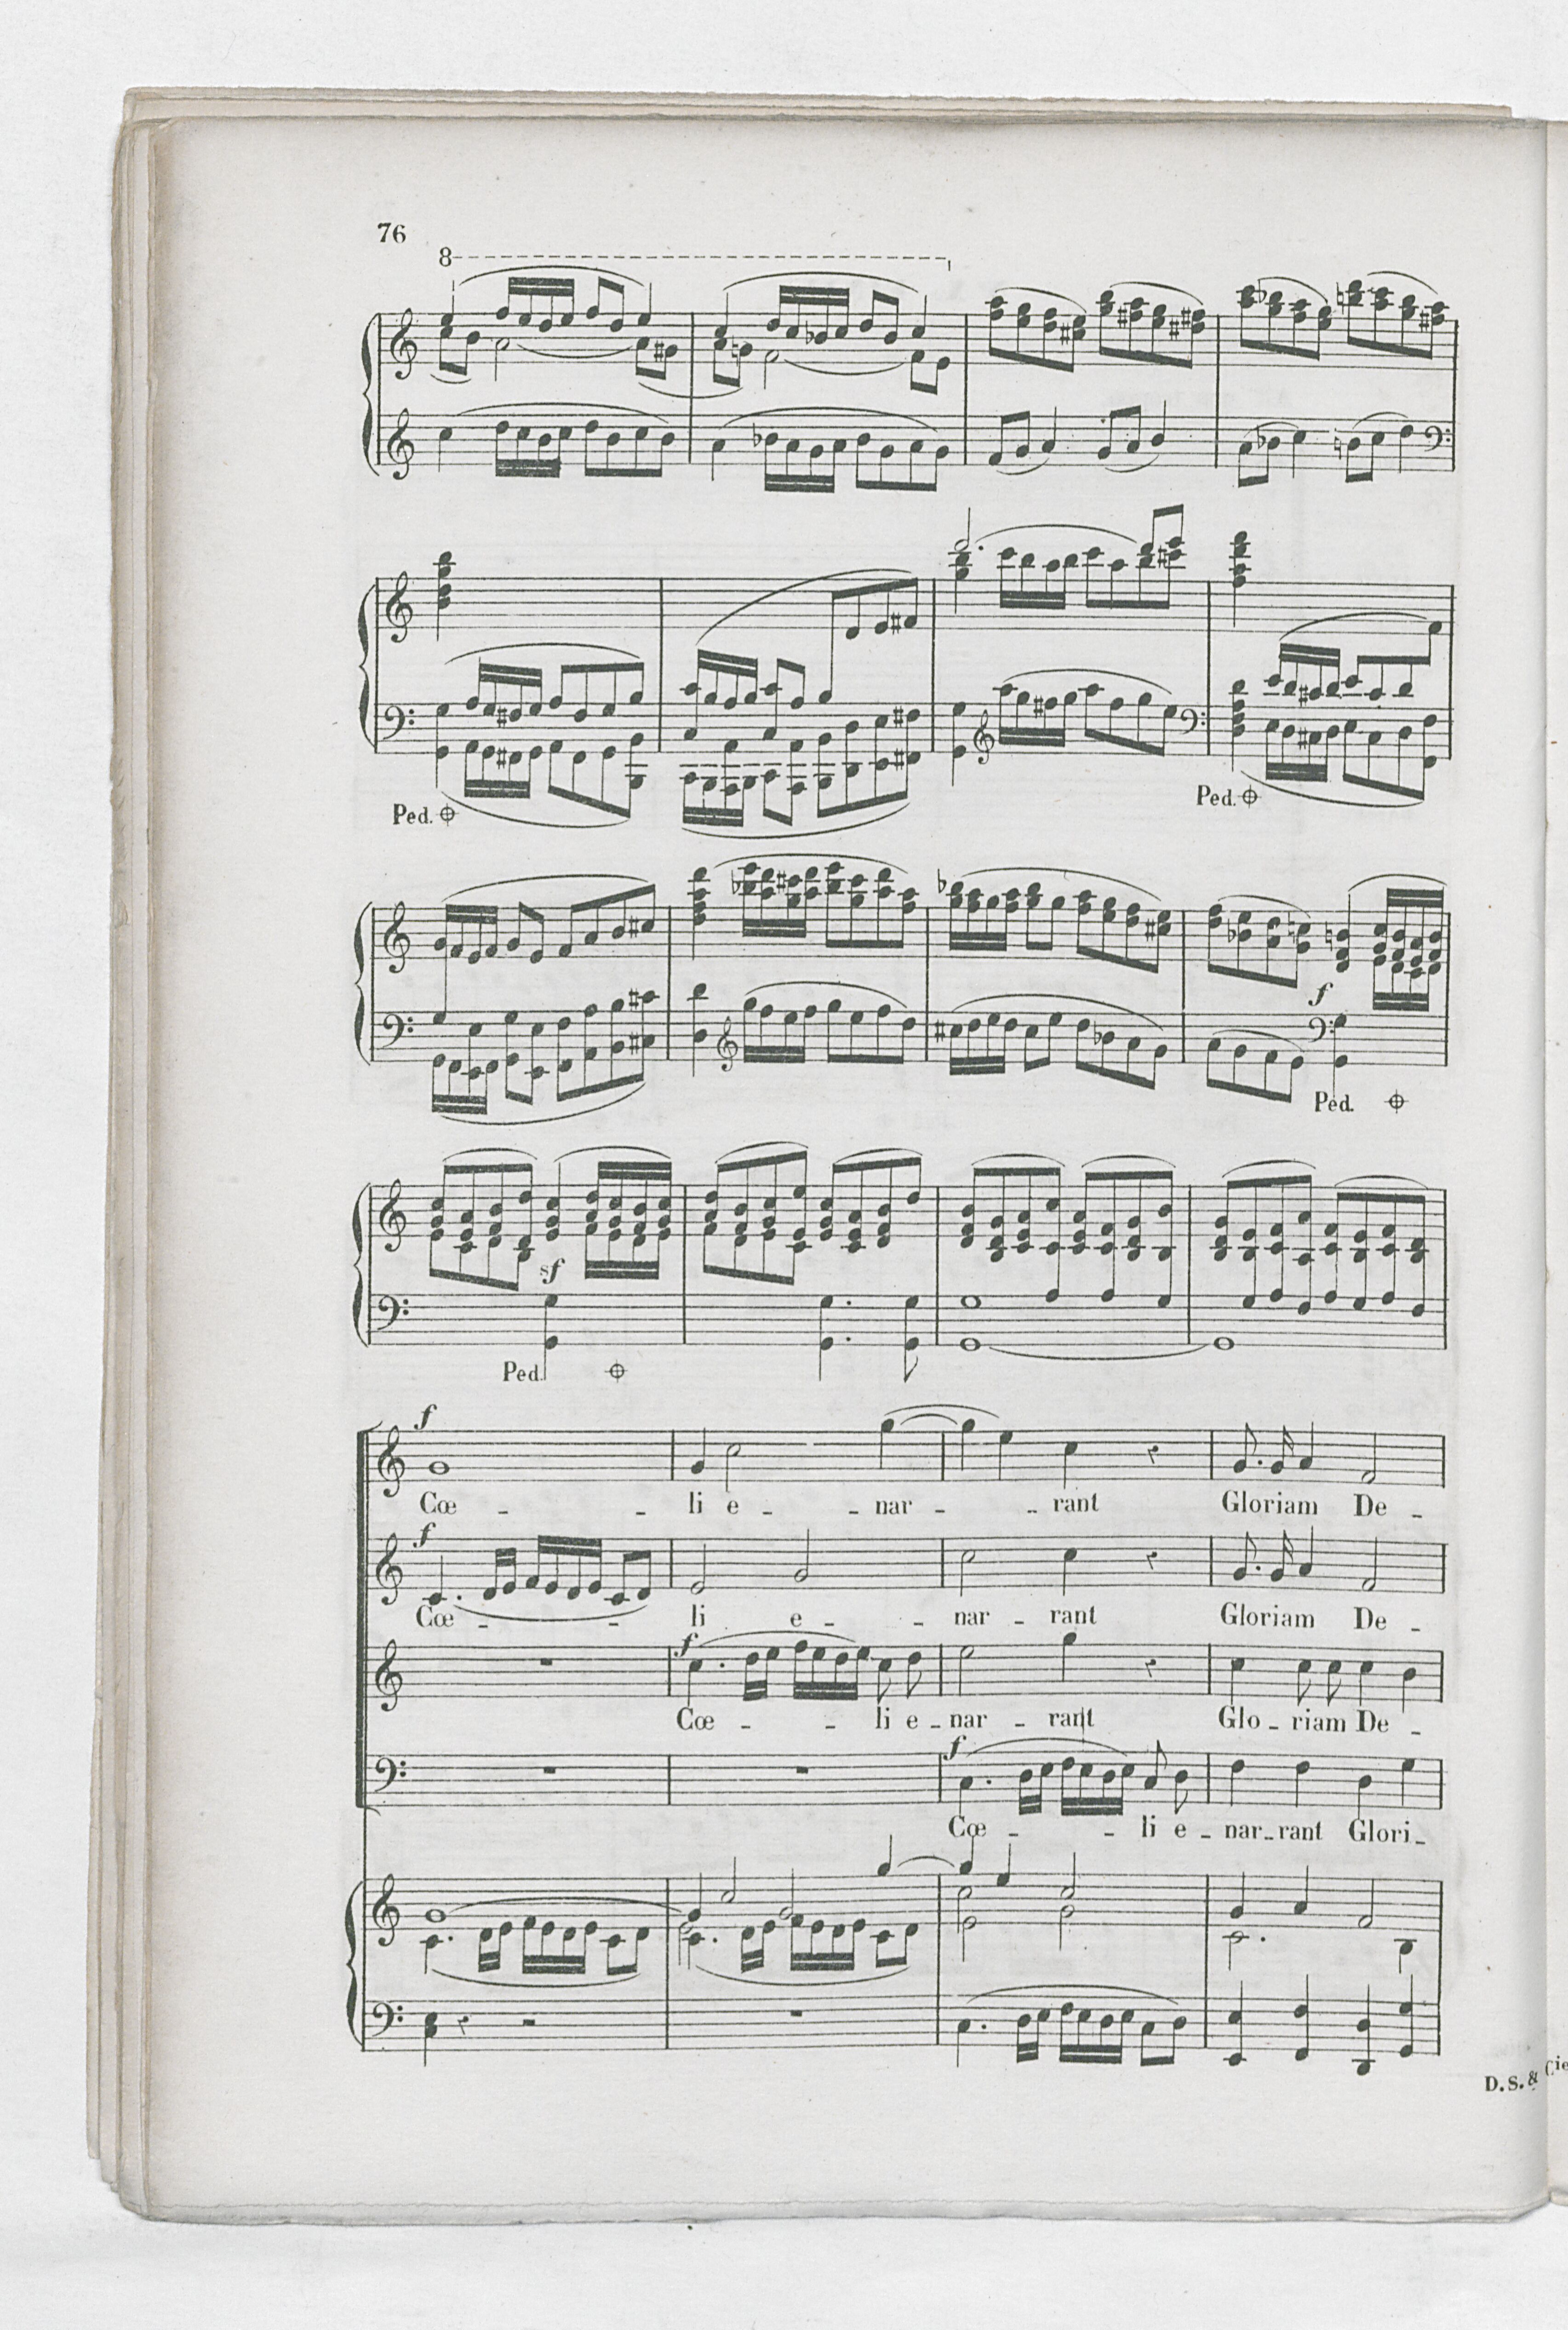 76
8
Ped.
Ped.
f
Ped.
sf
Ped.
f
Cœ - - li e - - nar - - rant Gloriam De -
f
Cœ - - li e - - nar - rant Gloriam De -
f
Cœ - - li e - nar - rant Glo - riam De -
f
Cœ - - li e - nar - rant Glori -
D.S. & Cie